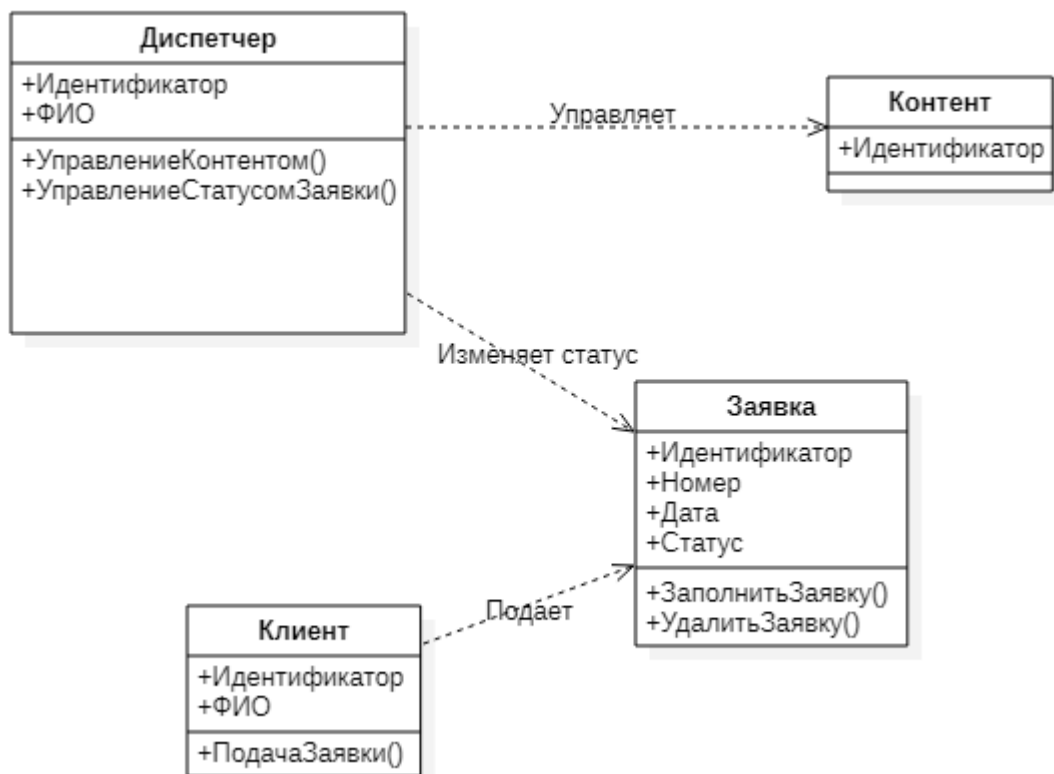 Диспетчер
+Идентификатор
+ФИО
+УправлениеКонтентом()
+УправлениеСтатусомЗаявки()
Управляет
Контент
+Идентификатор
Изменяет статус
Заявка
+Идентификатор
+Номер
+Дата
+Статус
+ЗаполнитьЗаявку()
+УдалитьЗаявку()
Подает
Клиент
+Идентификатор
+ФИО
+ПодачаЗаявки()